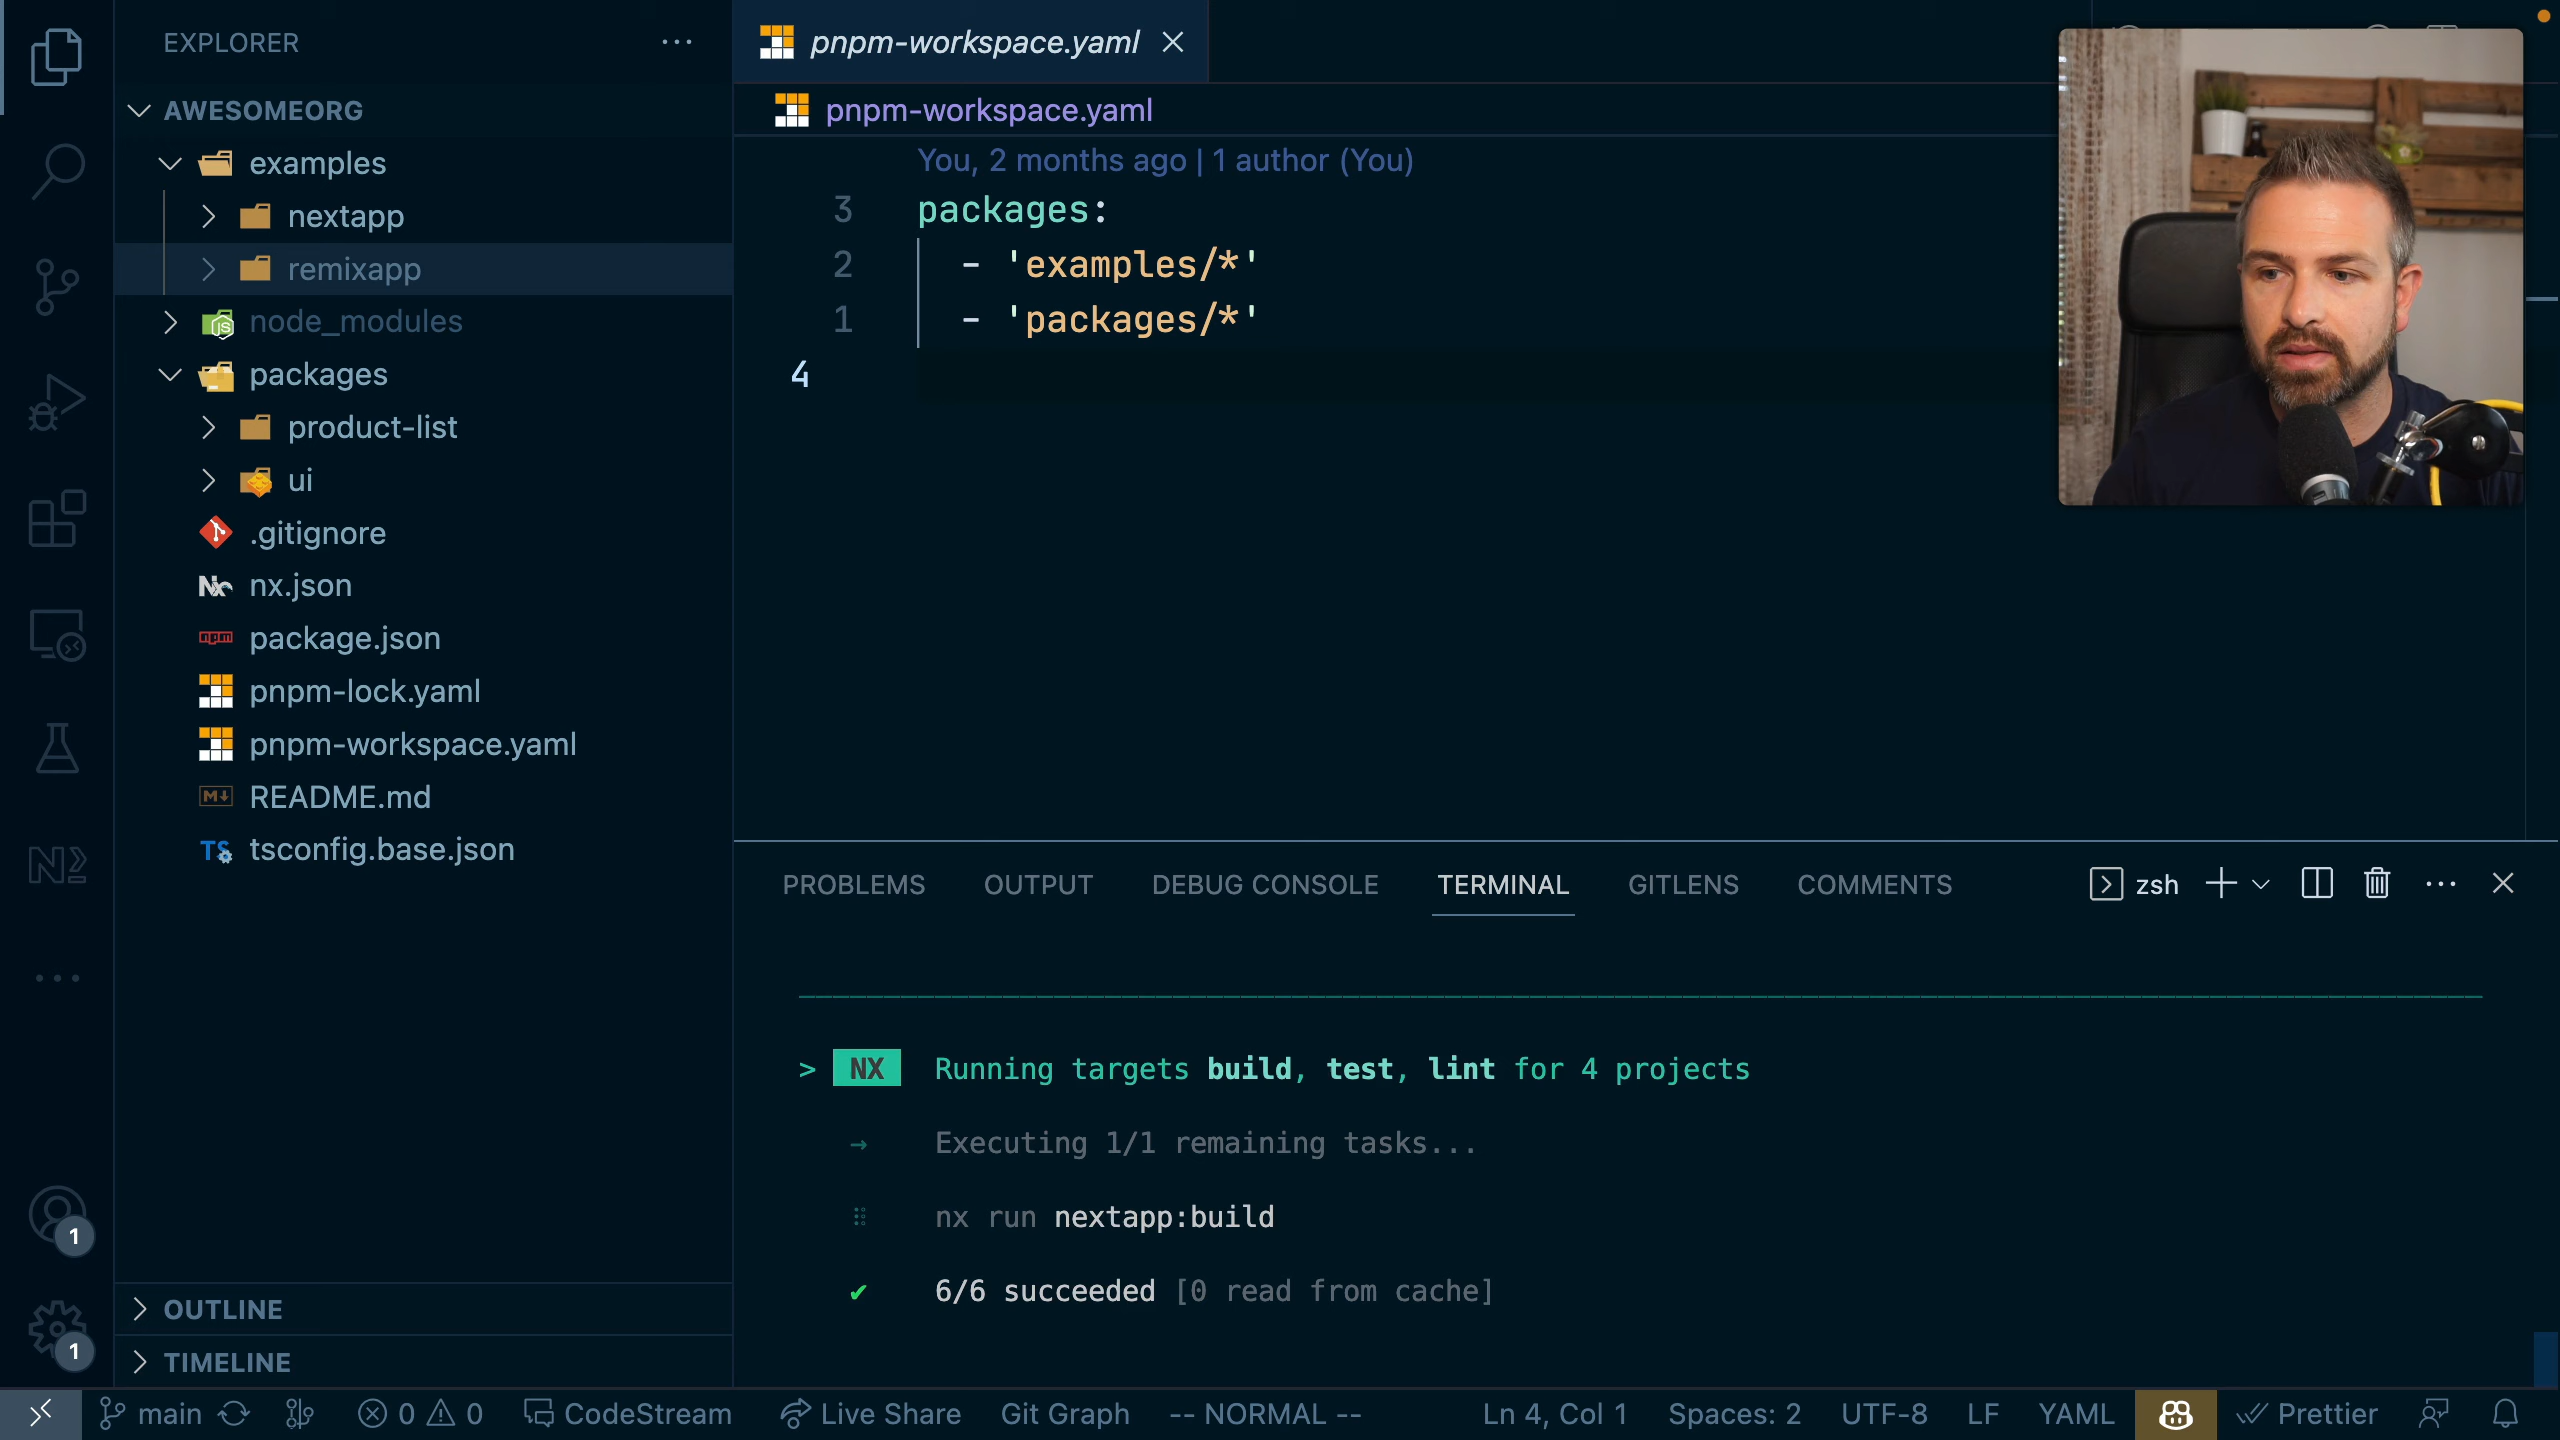 EXPLORER
AWESOMEORG
examples
nextapp
remixapp
node_modules
packages
product-list
ui
.gitignore
nx.json
package.json
pnpm-lock.yaml
pnpm-workspace.yaml
README.md
tsconfig.base.json
OUTLINE
TIMELINE
1
1
pnpm-workspace.yaml
pnpm-workspace.yaml
You, 2 months ago | 1 author (You)
3 packages:
2 - 'examples/*'
1 - 'packages/*'
4
PROBLEMS OUTPUT DEBUG CONSOLE TERMINAL GITLENS COMMENTS zsh
> NX Running targets build, test, lint for 4 projects
→ Executing 1/1 remaining tasks...
nx run nextapp:build
✔ 6/6 succeeded [0 read from cache]
main 0 0 CodeStream Live Share Git Graph -- NORMAL -- Ln 4, Col 1 Spaces: 2 UTF-8 LF YAML Prettier